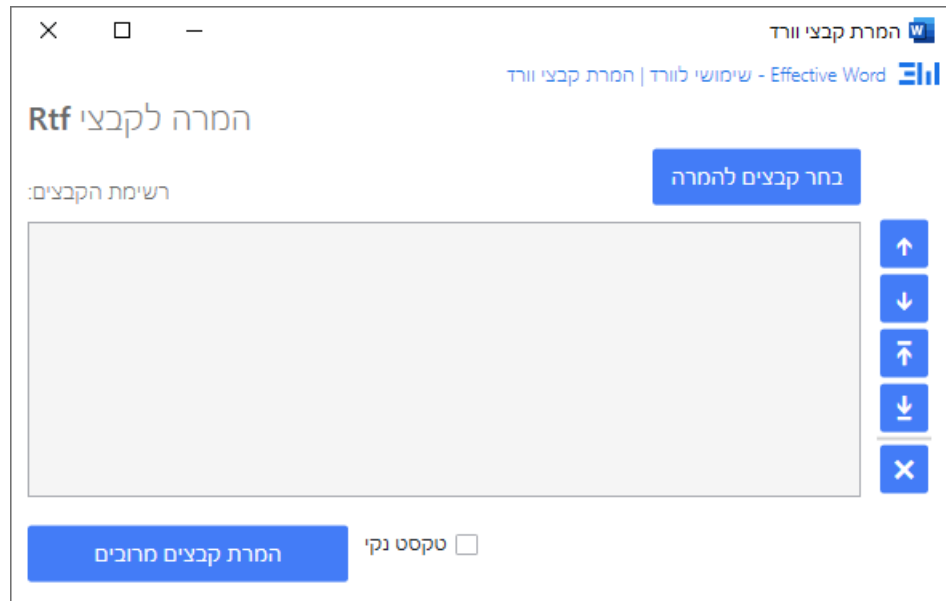 המרת קבצי וורד
Effective Word - שימושי לוורד | המרת קבצי וורד
המרה לקבצי Rtf
בחר קבצים להמרה
רשימת הקבצים:
טקסט נקי
המרת קבצים מרובים